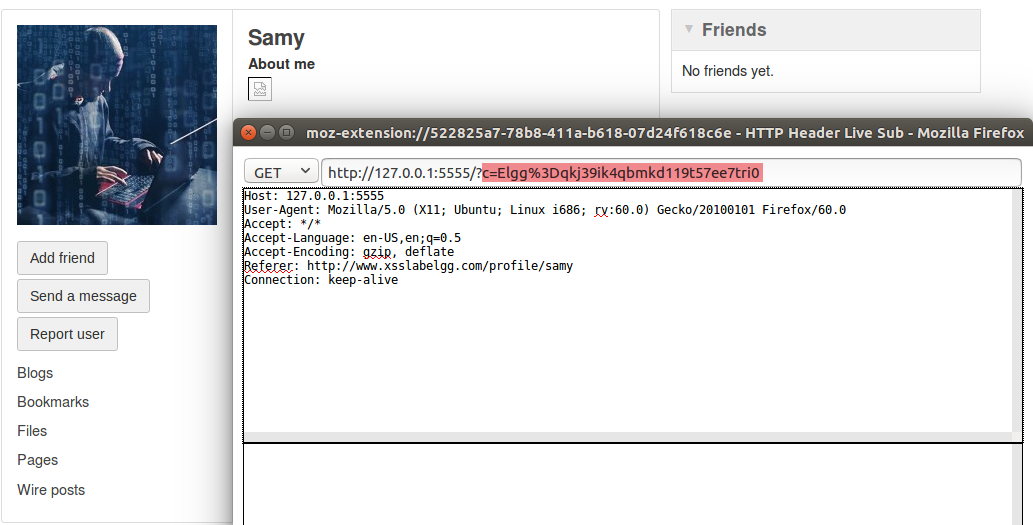 Samy
About me
Friends
No friends yet.
Add friend
Send a message
Report user
Blogs
Bookmarks
Files
Pages
Wire posts
moz-extension://522825a7-78b8-411a-b618-07d24f618c6e - HTTP Header Live Sub - Mozilla Firefox
GET http://127.0.0.1:5555/?c=Elgg%3Dqkj39ik4qbmkd119t57ee7tri0
Host: 127.0.0.1:5555
User-Agent: Mozilla/5.0 (X11; Ubuntu; Linux i686; rv:60.0) Gecko/20100101 Firefox/60.0
Accept: */*
Accept-Language: en-US,en;q=0.5
Accept-Encoding: gzip, deflate
Referer: http://www.xsslabelgg.com/profile/samy
Connection: keep-alive